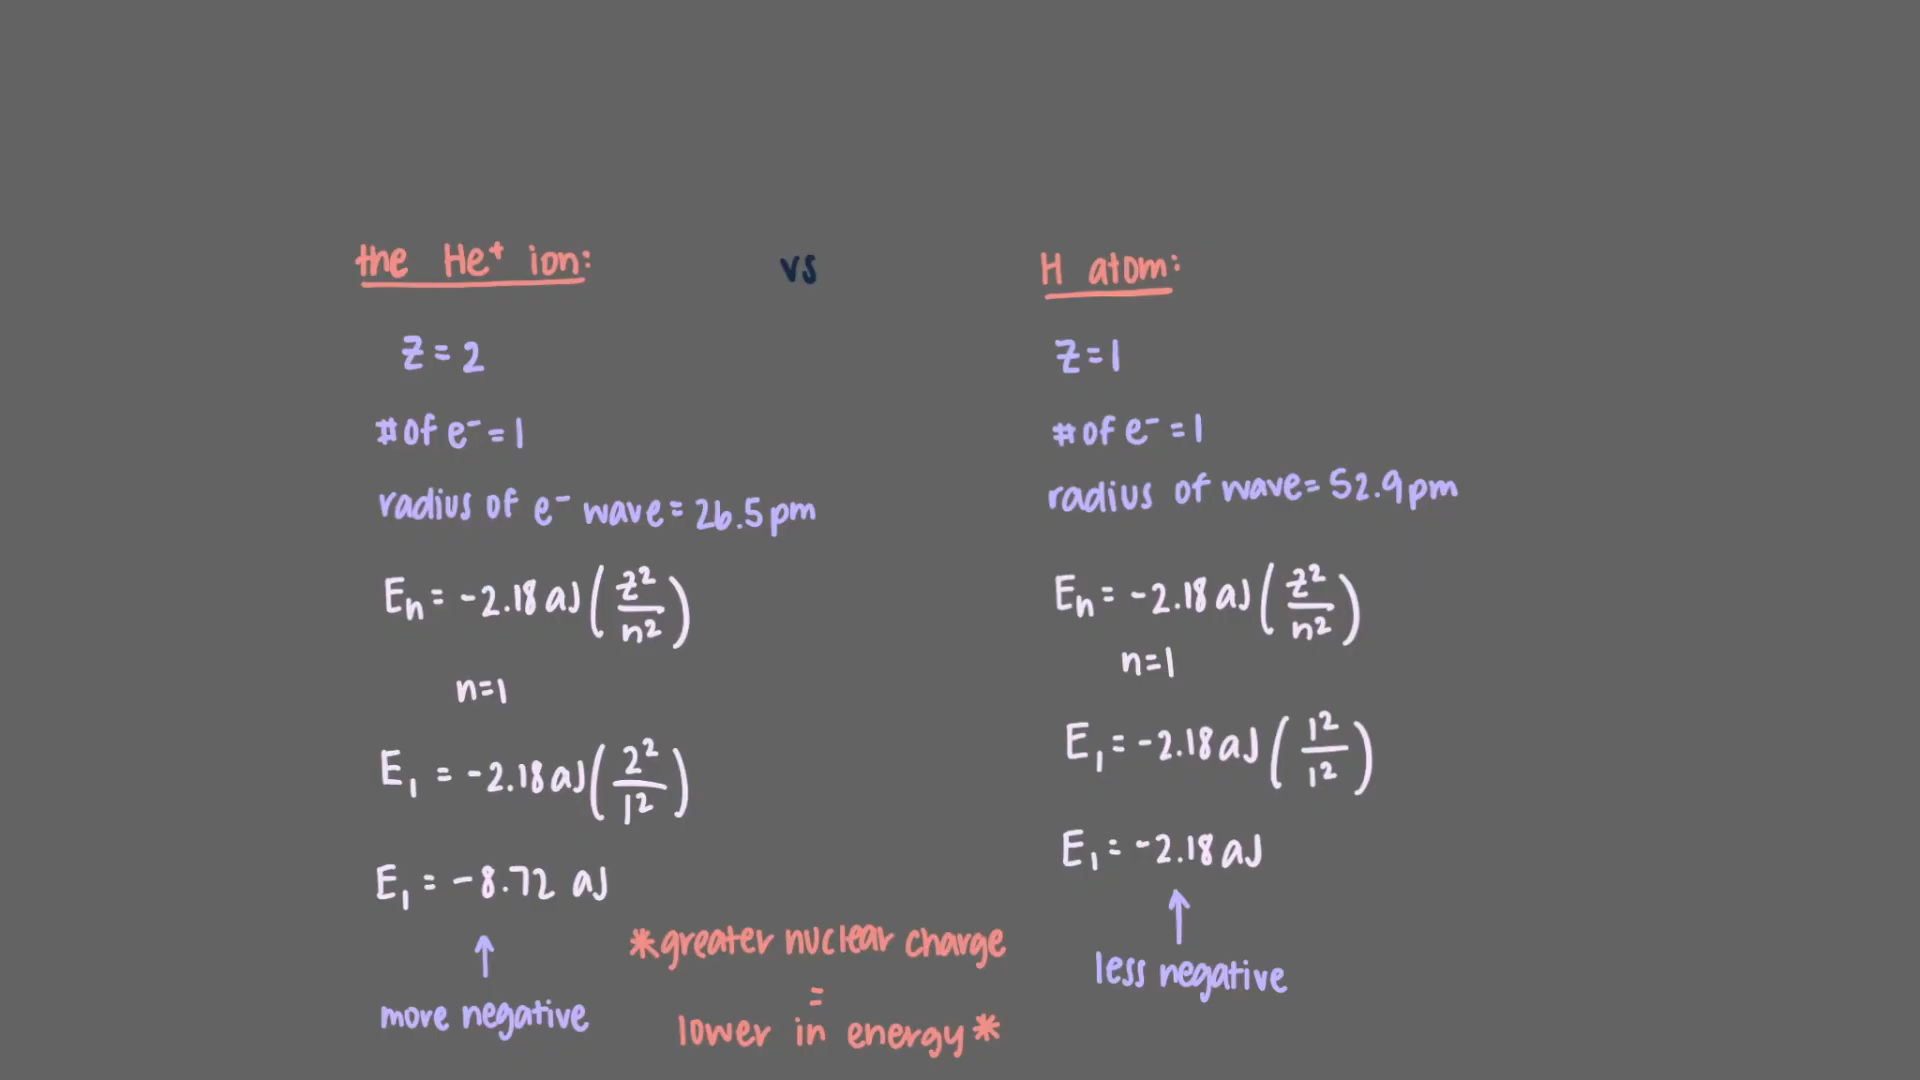 the He⁺ ion:
vs
H atom:
Z = 2
# of e⁻ = 1
radius of e⁻ wave = 26.5 pm
Eₙ = -2.18 aJ (Z²/n²)
n=1
E₁ = -2.18 aJ (2²/1²)
E₁ = -8.72 aJ
↑
more negative
Z = 1
# of e⁻ = 1
radius of wave = 52.9 pm
Eₙ = -2.18 aJ (Z²/n²)
n=1
E₁ = -2.18 aJ (1²/1²)
E₁ = -2.18 aJ
↑
less negative
*greater nuclear charge
=
lower in energy*